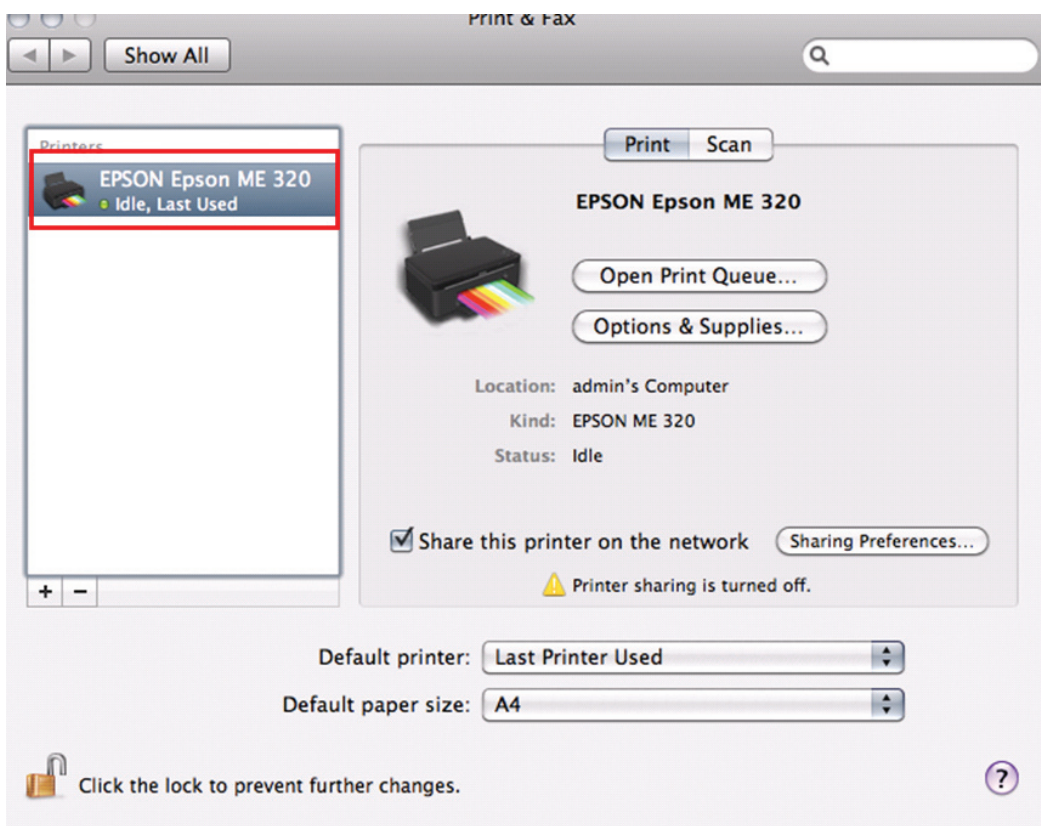 Print & Fax
Show All
Printers
EPSON Epson ME 320
Idle, Last Used
Print Scan
EPSON Epson ME 320
Open Print Queue...
Options & Supplies...
Location: admin's Computer
Kind: EPSON ME 320
Status: Idle
Share this printer on the network Sharing Preferences...
Printer sharing is turned off.
+ −
Default printer: Last Printer Used
Default paper size: A4
Click the lock to prevent further changes.
?